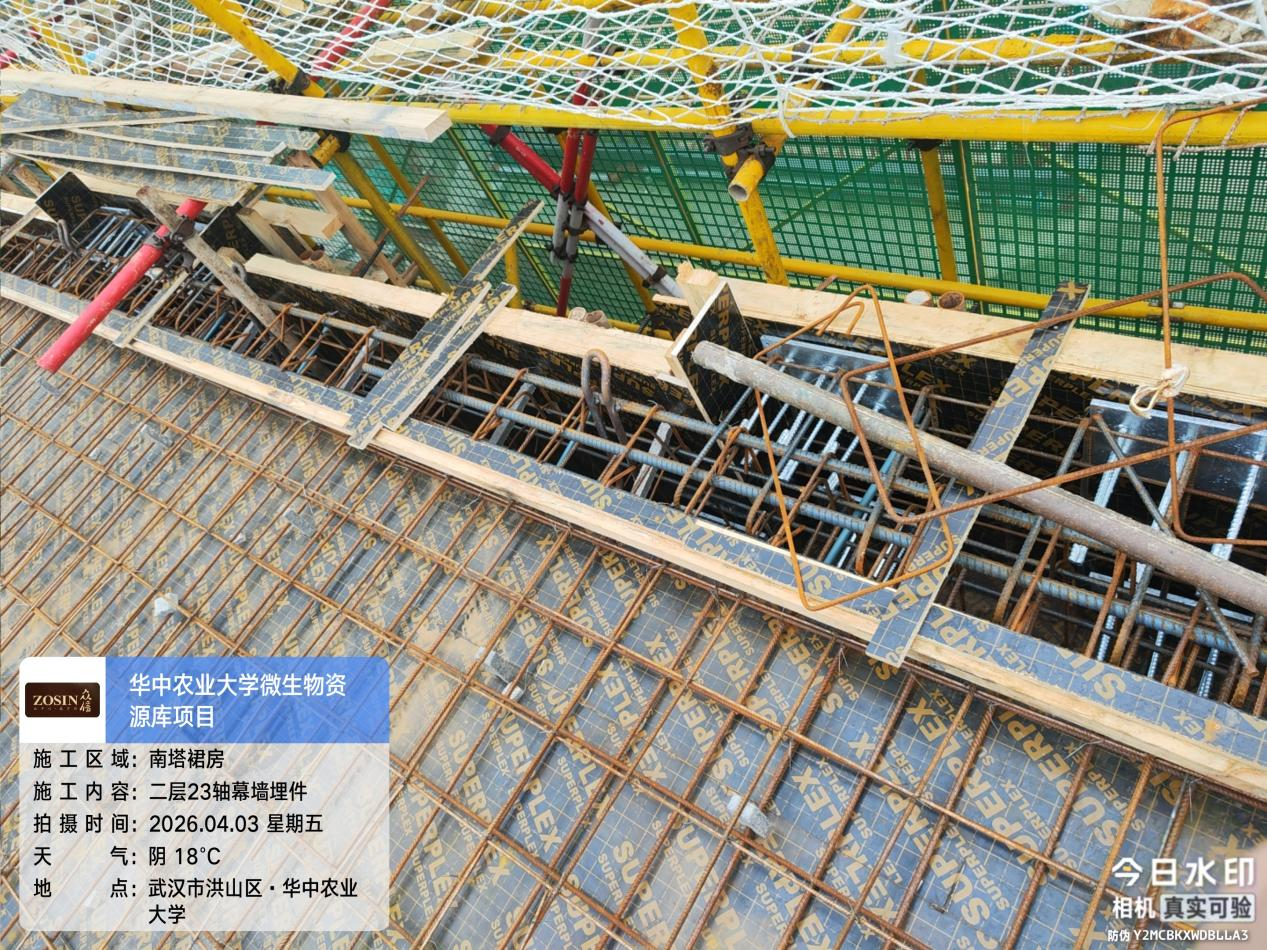 ZOSIN 众信
华中农业大学微生物资
源库项目
施工区域：南塔裙房
施工内容：二层23轴幕墙埋件
拍摄时间：2026.04.03 星期五
天气：阴 18℃
地点：武汉市洪山区·华中农业
大学
今日水印
相机 真实可验
防伪 Y2MCBKXWDBLLA3
SUPERPLEX